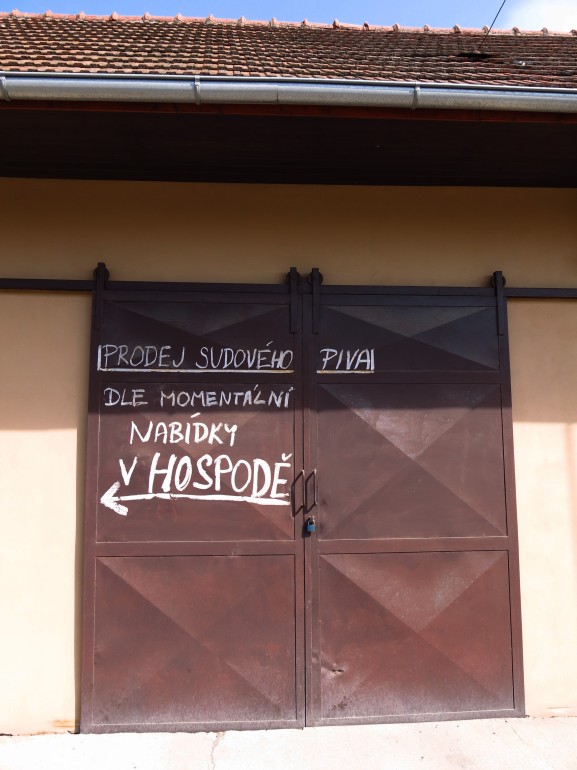 PRODEJ SUDOVÉHO PIVA
DLE MOMENTÁLNÍ
NABÍDKY
V HOSPODĚ